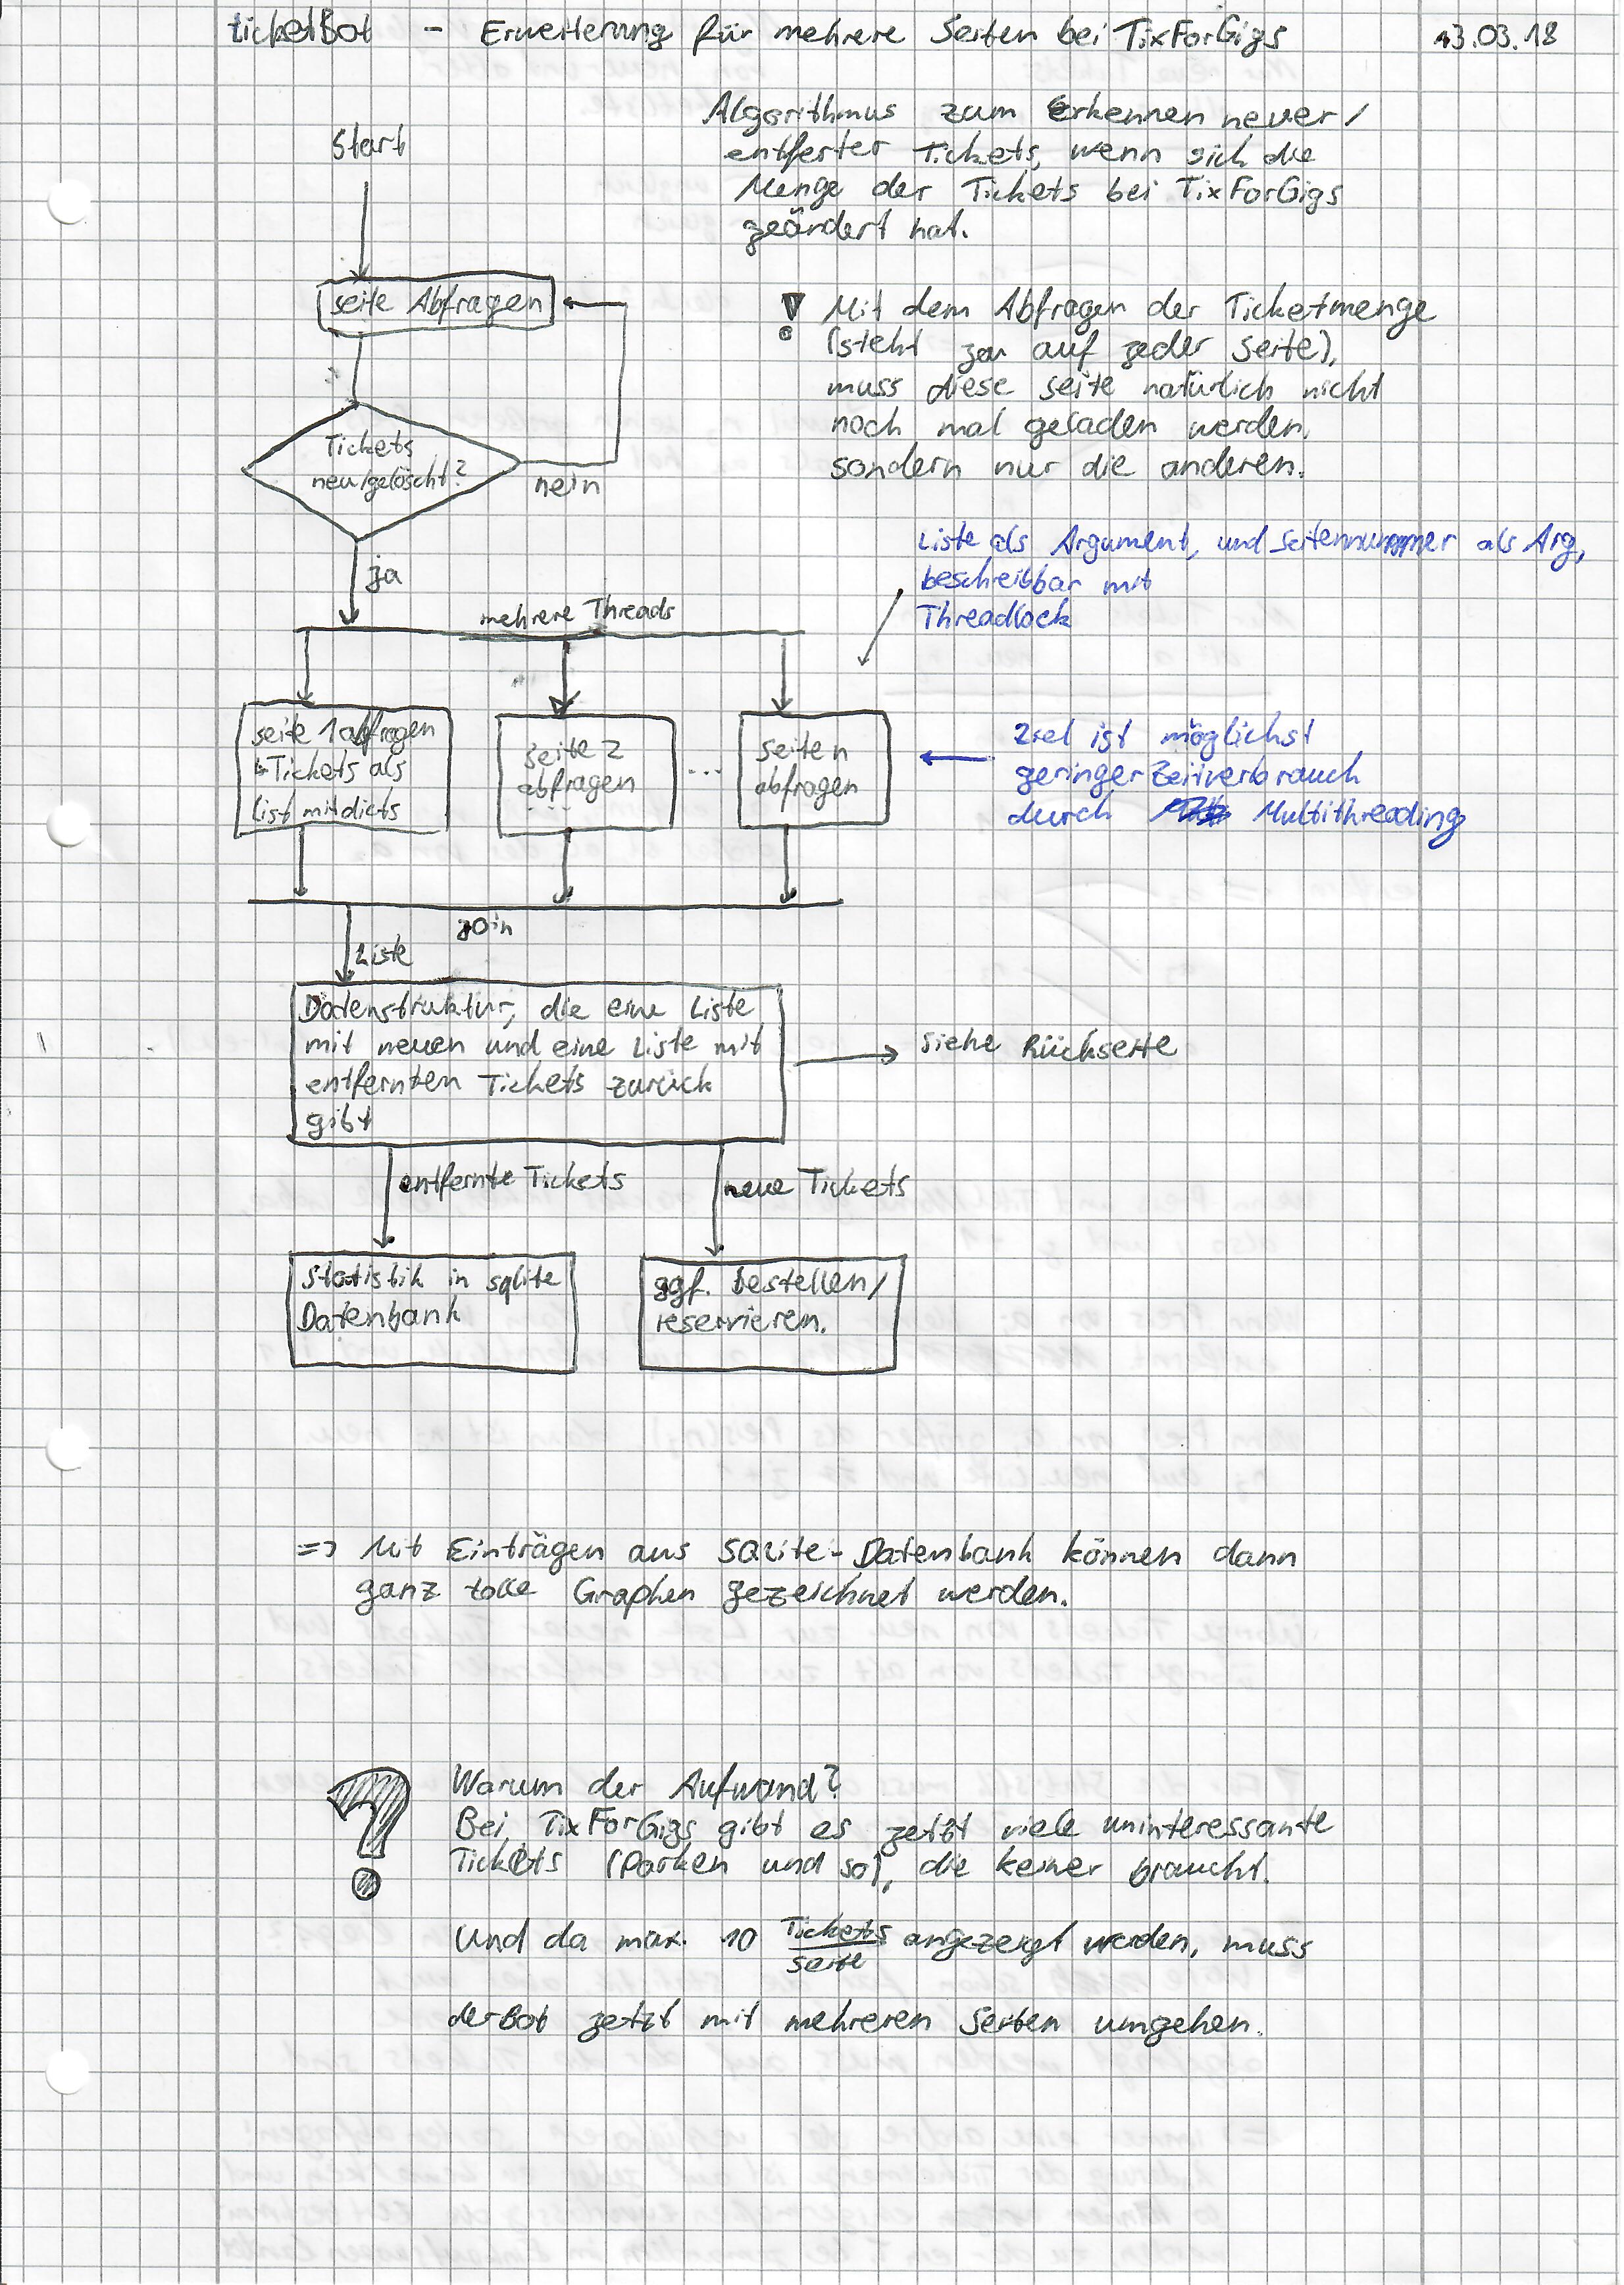 ticketBot - Erweiterung für mehrere Seiten bei TixForGigs 13.03.18
Algorithmus zum Erkennen neuer/
entferter Tickets, wenn sich die
Menge der Tickets bei TixForGigs
geändert hat.
Start
Seite Abfragen
! Mit dem Abfragen der Ticketmenge
(steht ja auf jeder Seite),
muss diese Seite natürlich nicht
noch mal geladen werden,
sondern nur die anderen.
Tickets
neu/gelöscht?
nein
ja
Liste als Argument, und Seitennummer als Arg,
beschreibbar mit
Threadlock
mehrere Threads
Seite 1 abfragen
↳Tickets als
List mit dicts
Seite 2
abfragen
...
...
Seite n
abfragen
Ziel ist möglichst
geringer Zeitverbrauch
durch Multithreading
join
Liste
Datenstruktur, die eine Liste
mit neuen und eine Liste mit
entfernten Tickets zurück
gibt
siehe Rückseite
entfernte Tickets
neue Tickets
Statistik in sqlite
Datenbank
ggf. bestellen/
reservieren.
=> Mit Einträgen aus SQLite-Datenbank können dann
ganz tolle Graphen gezeichnet werden.
? Warum der Aufwand?
Bei TixForGigs gibt es jetzt viele uninteressante
Tickets (Parken und so), die keiner braucht.
Und da max. 10 Tickets/Seite angezeigt werden, muss
der Bot jetzt mit mehreren Seiten umgehen.